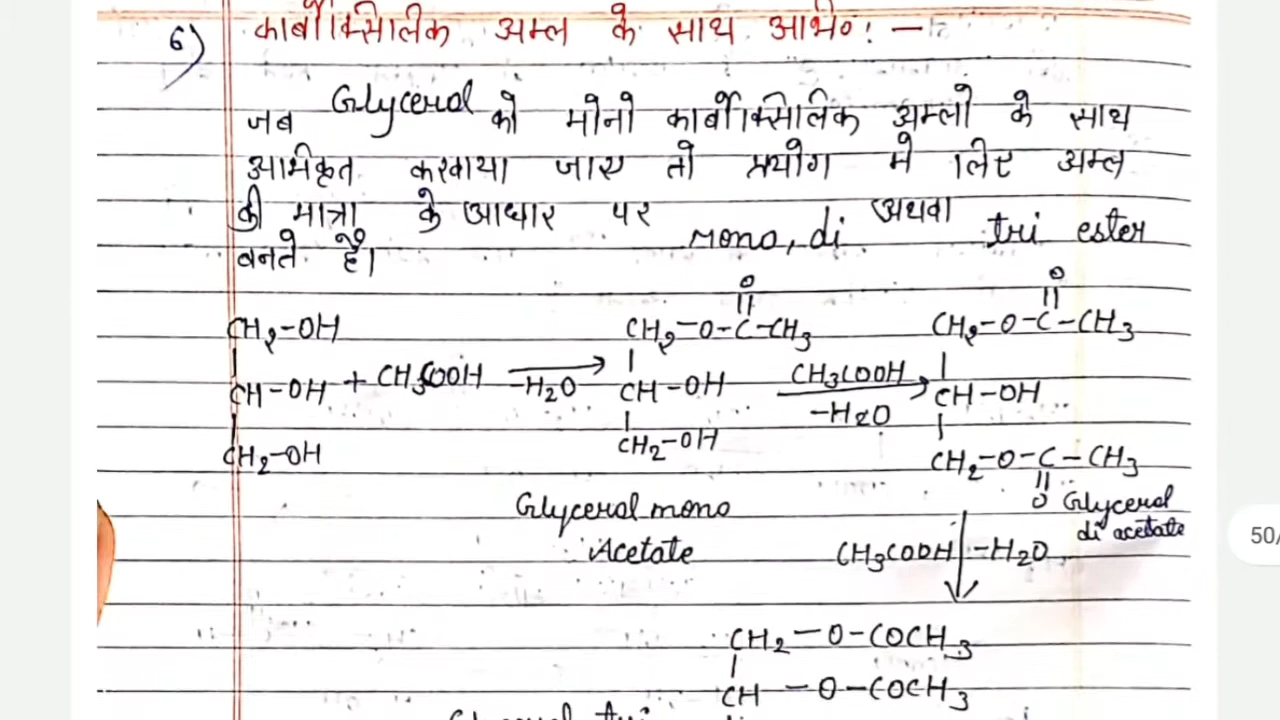 6) कार्बोक्सिलिक अम्ल के साथ अभि० : —
जब Glycerol को मोनो कार्बोक्सिलिक अम्लो के साथ
अभिकृत करवाया जाए तो प्रयोग मे लिए अम्ल
की मात्रा के आधार पर mono, di अथवा tri ester
बनते है।
O O
|| ||
CH2-OH CH2-O-C-CH3 CH2-O-C-CH3
| | |
CH-OH + CH3COOH → -H2O CH-OH CH3COOH → -H2O CH-OH
| | |
CH2-OH CH2-OH CH2-O-C-CH3
||
O
Glycerol mono Glycerol
Acetate di acetate
CH3COOH ↓ -H2O
CH2-O-COCH3
|
CH-O-COCH3
50/